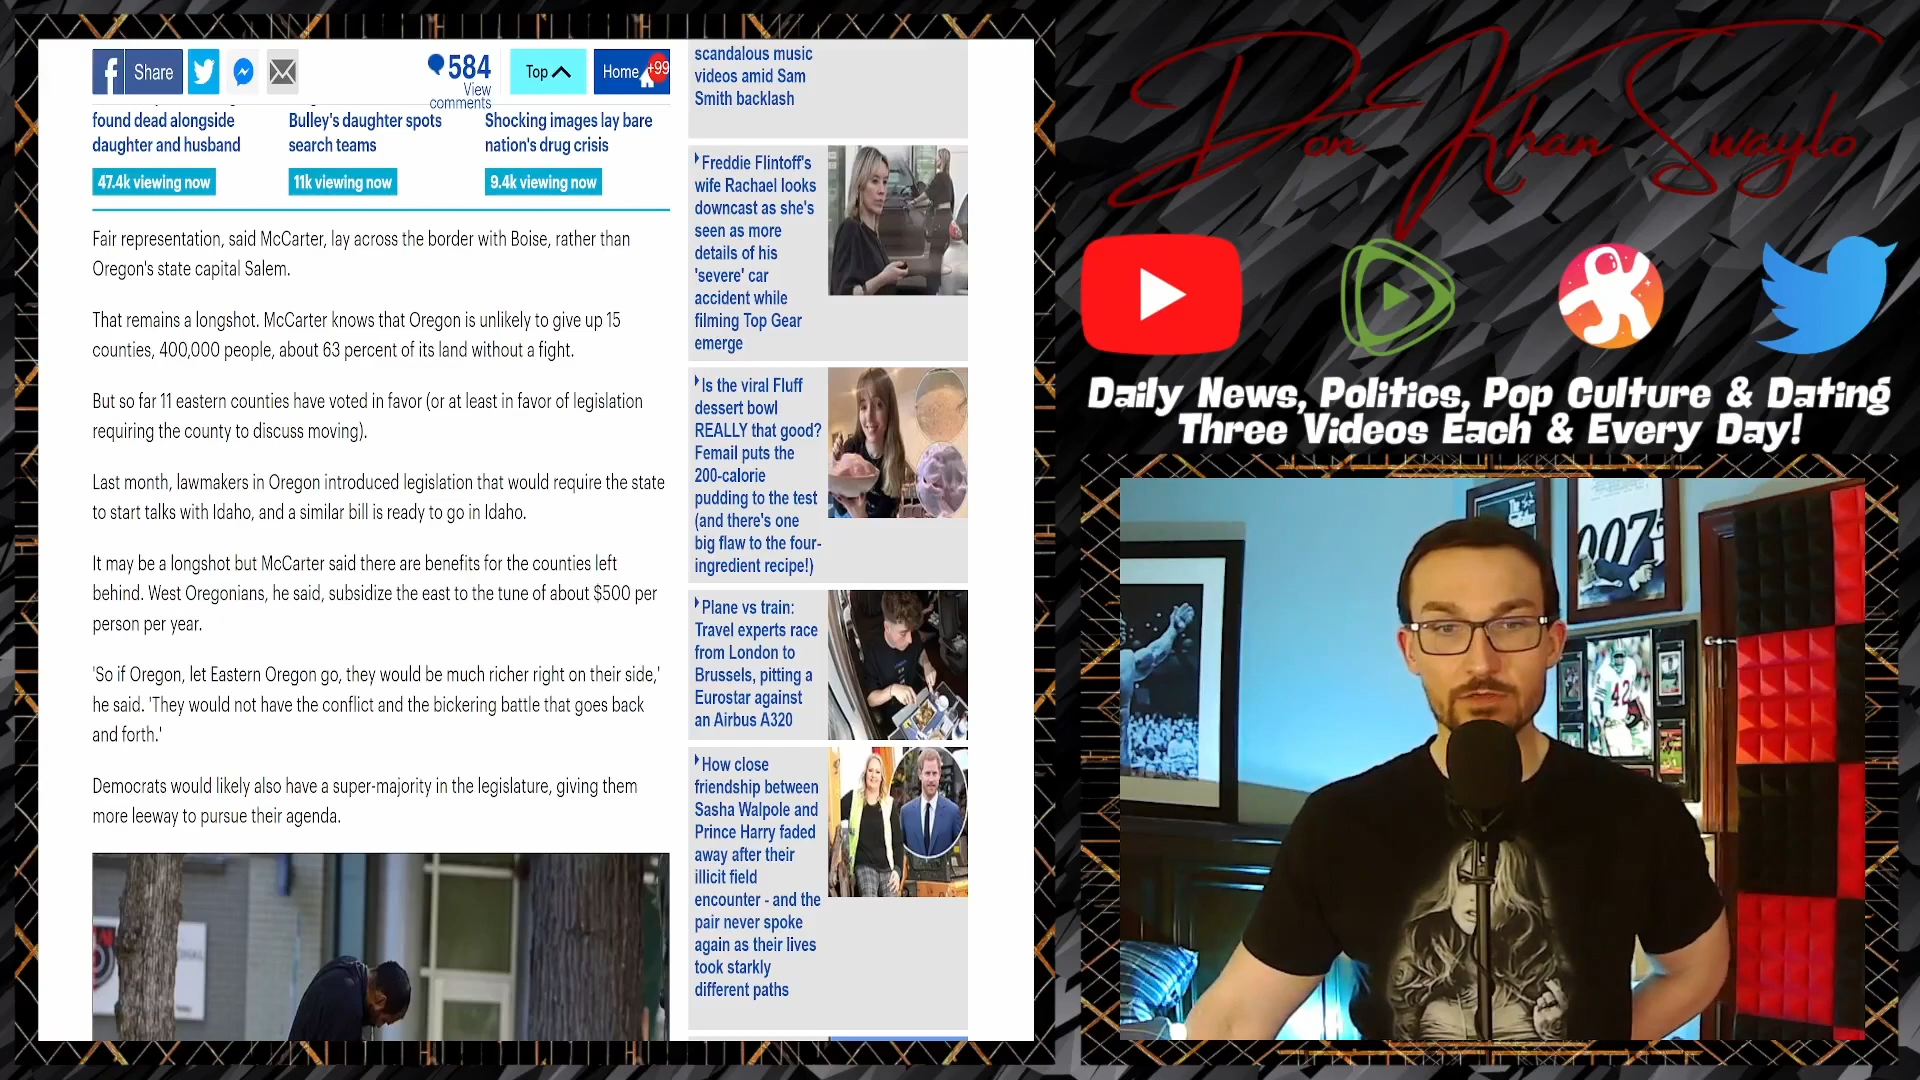 Share
584
View
comments
Top
Home
+99
found dead alongside
daughter and husband
47.4k viewing now
Bulley's daughter spots
search teams
11k viewing now
Shocking images lay bare
nation's drug crisis
9.4k viewing now
Fair representation, said McCarter, lay across the border with Boise, rather than
Oregon's state capital Salem.
That remains a longshot. McCarter knows that Oregon is unlikely to give up 15
counties, 400,000 people, about 63 percent of its land without a fight.
But so far 11 eastern counties have voted in favor (or at least in favor of legislation
requiring the county to discuss moving).
Last month, lawmakers in Oregon introduced legislation that would require the state
to start talks with Idaho, and a similar bill is ready to go in Idaho.
It may be a longshot but McCarter said there are benefits for the counties left
behind. West Oregonians, he said, subsidize the east to the tune of about $500 per
person per year.
'So if Oregon, let Eastern Oregon go, they would be much richer right on their side,'
he said. 'They would not have the conflict and the bickering battle that goes back
and forth.'
Democrats would likely also have a super-majority in the legislature, giving them
more leeway to pursue their agenda.
scandalous music
videos amid Sam
Smith backlash
Freddie Flintoff's
wife Rachael looks
downcast as she's
seen as more
details of his
'severe' car
accident while
filming Top Gear
emerge
Is the viral Fluff
dessert bowl
REALLY that good?
Femail puts the
200-calorie
pudding to the test
(and there's one
big flaw to the four-
ingredient recipe!)
Plane vs train:
Travel experts race
from London to
Brussels, pitting a
Eurostar against
an Airbus A320
How close
friendship between
Sasha Walpole and
Prince Harry faded
away after their
illicit field
encounter - and the
pair never spoke
again as their lives
took starkly
different paths
Don Khan Swaylo
Daily News, Politics, Pop Culture & Dating
Three Videos Each & Every Day!
007
42